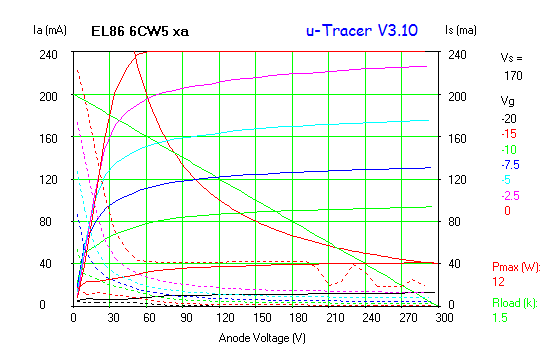 Ia (mA) EL86 6CW5 xa u-Tracer V3.10 Is (ma)
240 240
200 200
160 160
120 120
80 80
40 40
0 0
0 30 60 90 120 150 180 210 240 270 300
Anode Voltage (V)
Vs =
170
Vg
-20
-15
-10
-7.5
-5
-2.5
0
Pmax (W):
12
Rload (k):
1.5